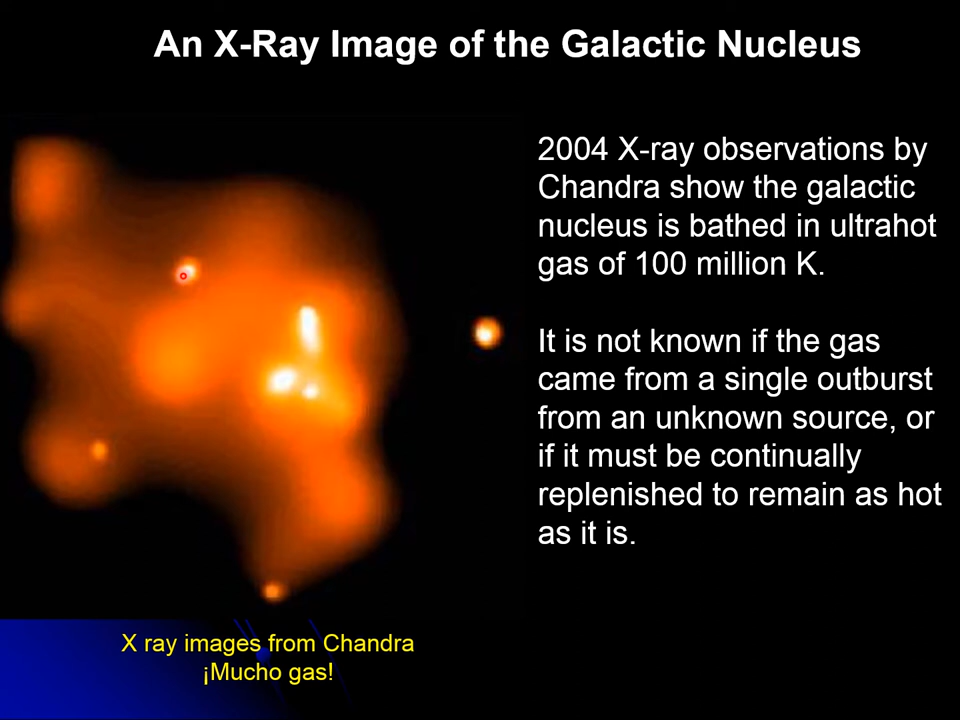 An X-Ray Image of the Galactic Nucleus
2004 X-ray observations by
Chandra show the galactic
nucleus is bathed in ultrahot
gas of 100 million K.
It is not known if the gas
came from a single outburst
from an unknown source, or
if it must be continually
replenished to remain as hot
as it is.
X ray images from Chandra
¡Mucho gas!